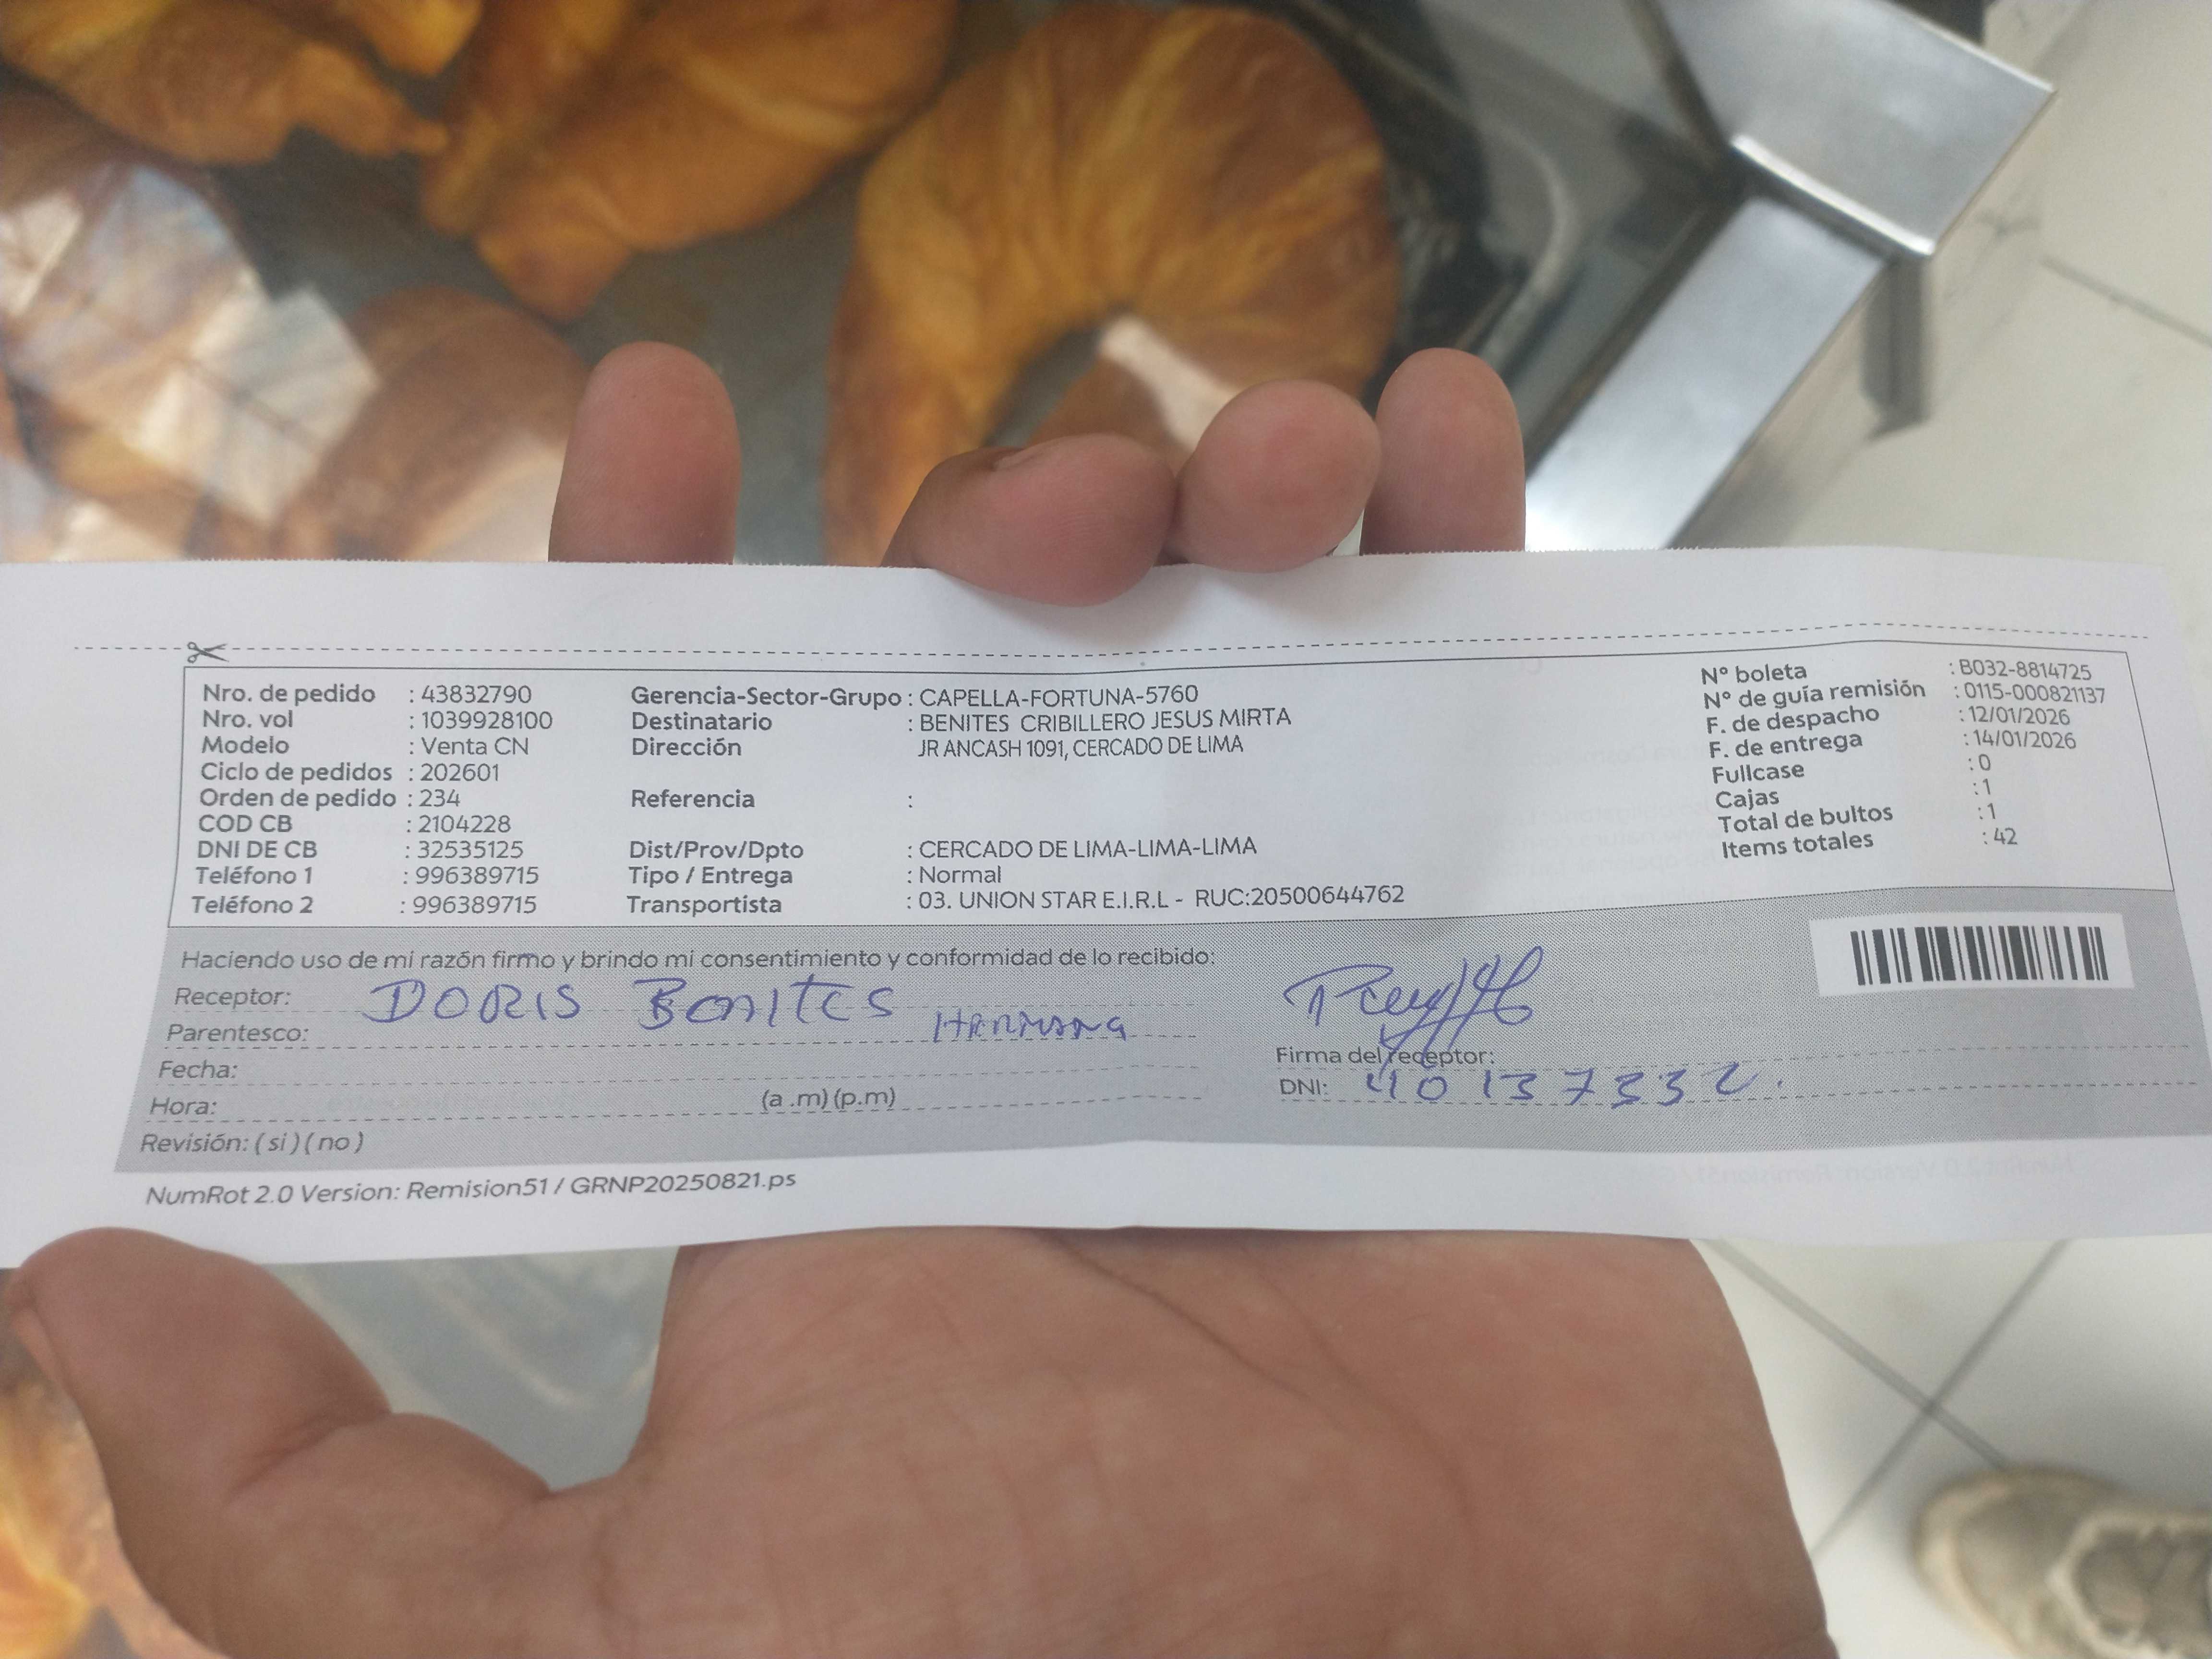 Nro. de pedido : 43832790
Nro. vol : 1039928100
Modelo : Venta CN
Ciclo de pedidos : 202601
Orden de pedido : 234
COD CB : 2104228
DNI DE CB : 32535125
Teléfono 1 : 996389715
Teléfono 2 : 996389715
Gerencia-Sector-Grupo : CAPELLA-FORTUNA-5760
Destinatario : BENITES CRIBILLERO JESUS MIRTA
Dirección JR ANCASH 1091, CERCADO DE LIMA
Referencia :
Dist/Prov/Dpto : CERCADO DE LIMA-LIMA-LIMA
Tipo / Entrega : Normal
Transportista : 03. UNION STAR E.I.R.L - RUC:20500644762
N° boleta : B032-8814725
N° de guía remisión : 0115-000821137
F. de despacho : 12/01/2026
F. de entrega : 14/01/2026
Fullcase : 0
Cajas : 1
Total de bultos : 1
Items totales : 42
Haciendo uso de mi razón firmo y brindo mi consentimiento y conformidad de lo recibido:
Receptor: DORIS BENITES
Parentesco: HERMANA
Fecha:
Hora: (a .m) (p.m)
Revisión: ( si ) ( no )
Firma del receptor:
DNI: 40137332.
NumRot 2.0 Version: Remision51 / GRNP20250821.ps